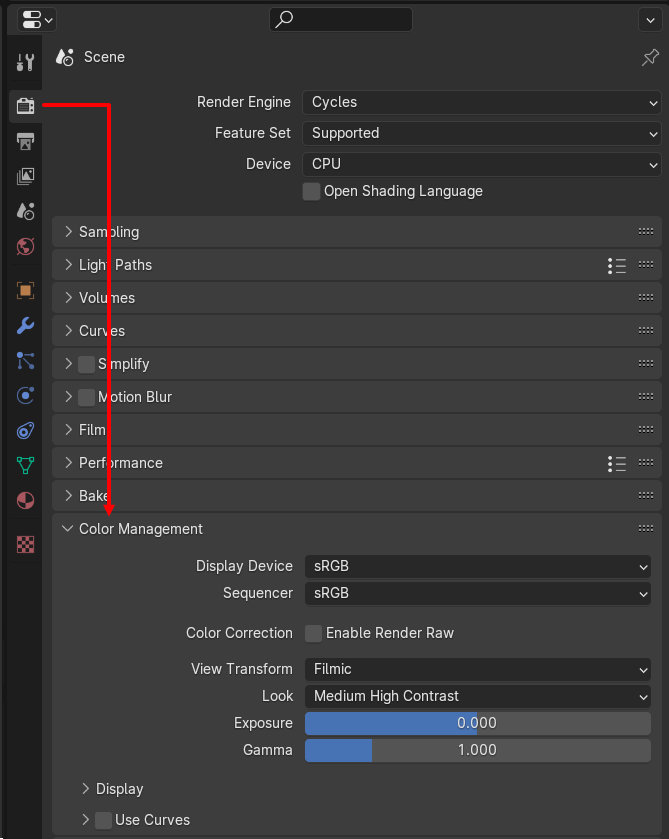 Scene
Render Engine Cycles
Feature Set Supported
Device CPU
Open Shading Language
Sampling
Light Paths
Volumes
Curves
Simplify
Motion Blur
Film
Performance
Bake
Color Management
Display Device sRGB
Sequencer sRGB
Color Correction Enable Render Raw
View Transform Filmic
Look Medium High Contrast
Exposure 0.000
Gamma 1.000
Display
Use Curves